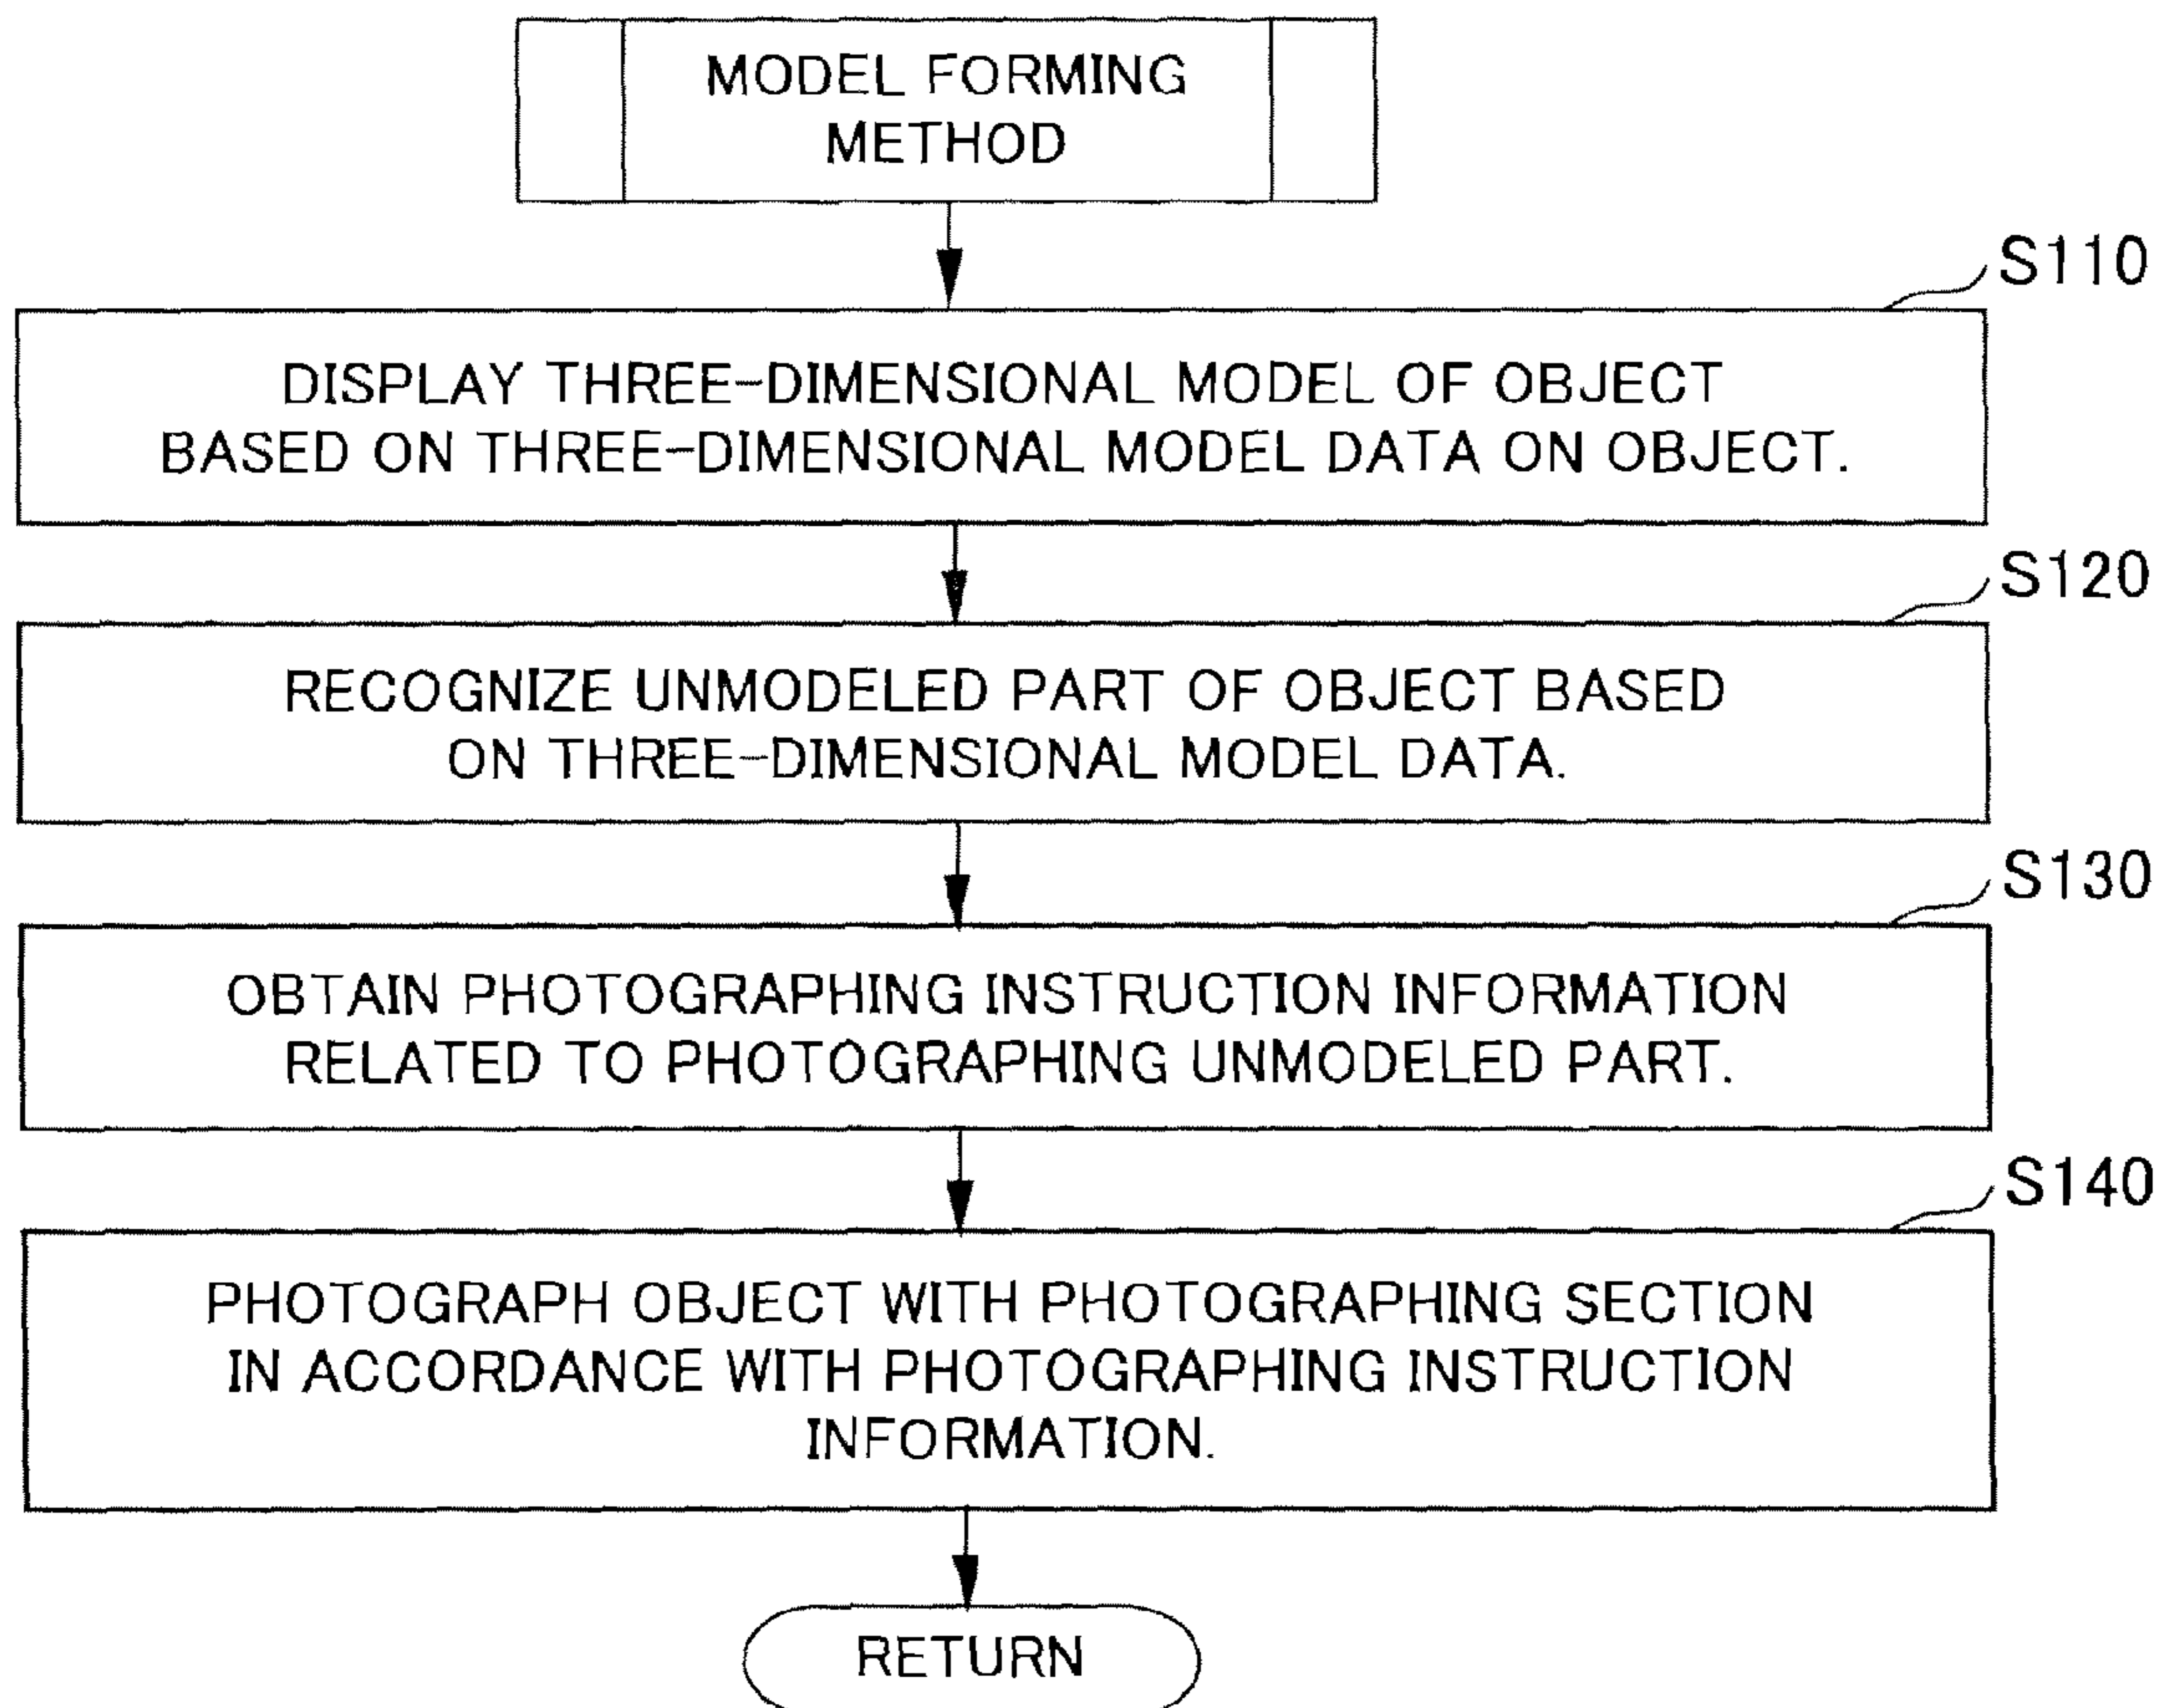 MODEL FORMING
METHOD
S110
DISPLAY THREE-DIMENSIONAL MODEL OF OBJECT
BASED ON THREE-DIMENSIONAL MODEL DATA ON OBJECT.
S120
RECOGNIZE UNMODELED PART OF OBJECT BASED
ON THREE-DIMENSIONAL MODEL DATA.
S130
OBTAIN PHOTOGRAPHING INSTRUCTION INFORMATION
RELATED TO PHOTOGRAPHING UNMODELED PART.
S140
PHOTOGRAPH OBJECT WITH PHOTOGRAPHING SECTION
IN ACCORDANCE WITH PHOTOGRAPHING INSTRUCTION
INFORMATION.
RETURN